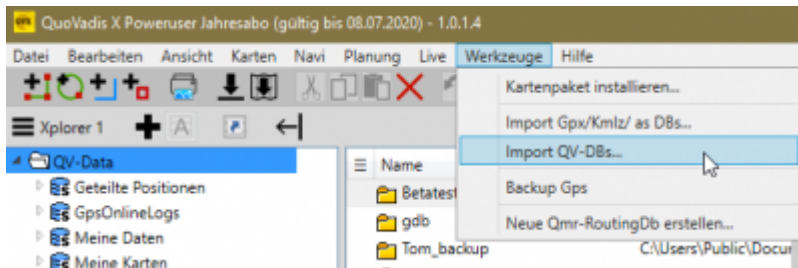 QuoVadis X Poweruser Jahresabo (gültig bis 08.07.2020) - 1.0.1.4
Datei Bearbeiten Ansicht Karten Navi Planung Live Werkzeuge Hilfe
Kartenpaket installieren...
Xplorer 1 A
Import Gpx/Kmlz/ as DBs...
QV-Data
Name
Import QV-DBs...
Geteilte Positionen
Betatest
Backup Gps
GpsOnlineLogs
gdb
Neue Qmr-RoutingDb erstellen...
Meine Daten
Tom_backup C:\Users\Public\Docu
Meine Karten